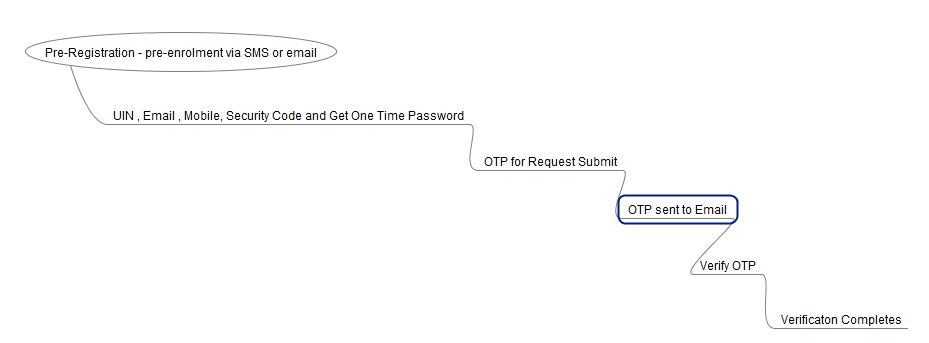 Pre-Registration - pre-enrolment via SMS or email
UIN , Email , Mobile, Security Code and Get One Time Password
OTP for Request Submit
OTP sent to Email
Verify OTP
Verificaton Completes